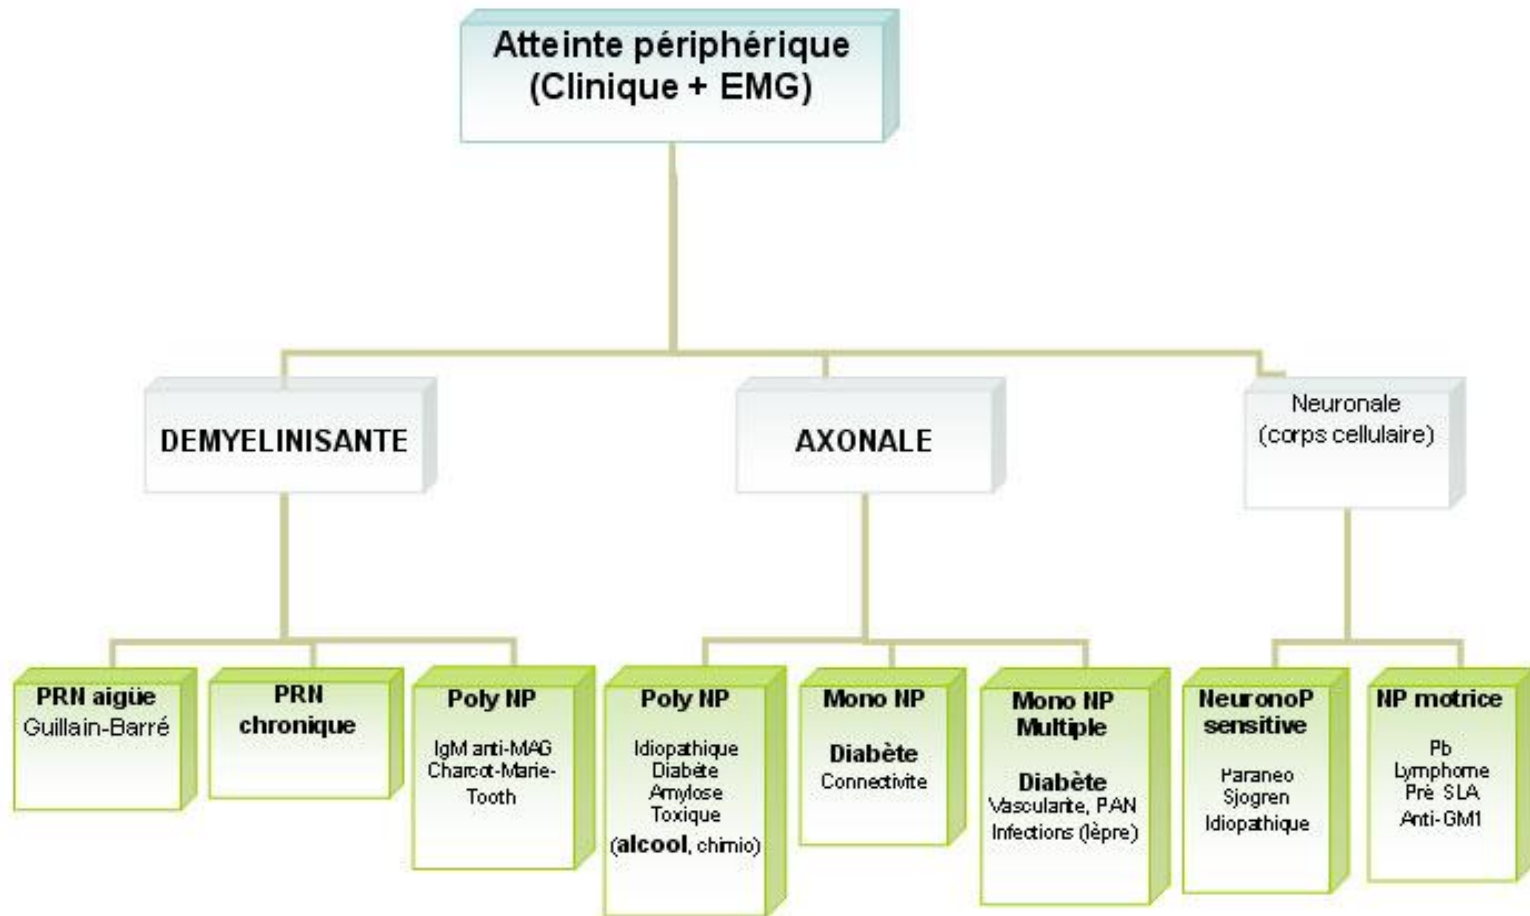 Atteinte périphérique
(Clinique + EMG)
DEMYELINISANTE
AXONALE
Neuronale
(corps cellulaire)
PRN aigüe
Guillain-Barré
PRN
chronique
Poly NP
IgM anti-MAG
Charcot-Marie-
Tooth
Poly NP
Idiopathique
Diabéte
Amylose
Toxique
(alcool, chimio)
Mono NP
Diabète
Connectivite
Mono NP
Multiple
Diabète
Vascularite, PAN
Infections (lèpre)
NeuronoP
sensitive
Paraneo
Sjogren
Idiopathique
NP motrice
Pb
Lymphome
Pré SLA
Anti-GM1